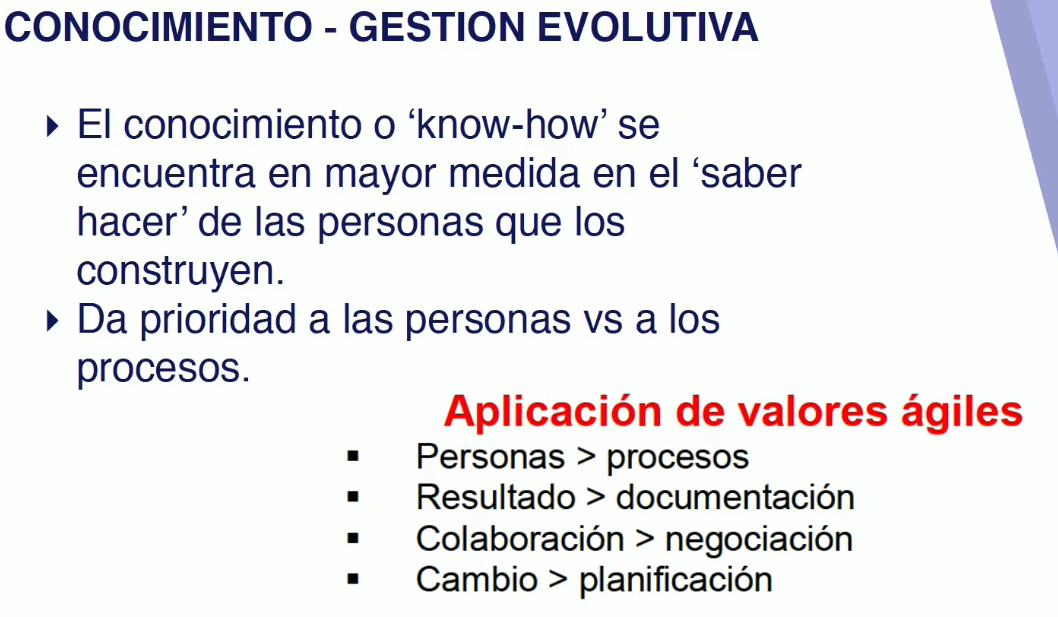 CONOCIMIENTO - GESTION EVOLUTIVA
El conocimiento o ‘know-how’ se
encuentra en mayor medida en el ‘saber
hacer’ de las personas que los
construyen.
Da prioridad a las personas vs a los
procesos.
Aplicación de valores ágiles
Personas > procesos
Resultado > documentación
Colaboración > negociación
Cambio > planificación